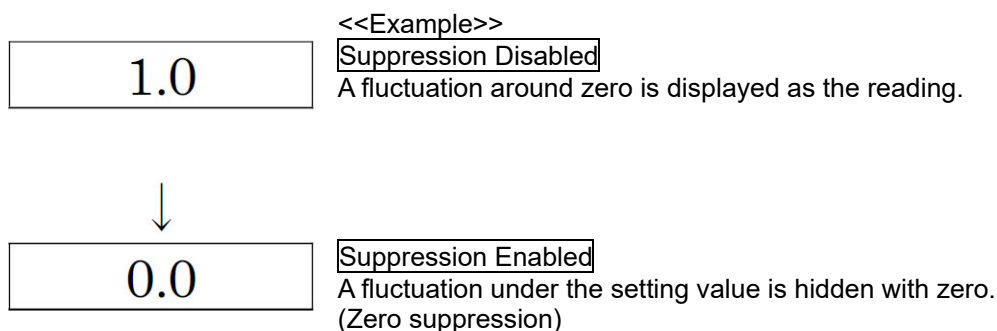 <<Example>>
Suppression Disabled
1.0
A fluctuation around zero is displayed as the reading.
↓
Suppression Enabled
0.0
A fluctuation under the setting value is hidden with zero.
(Zero suppression)